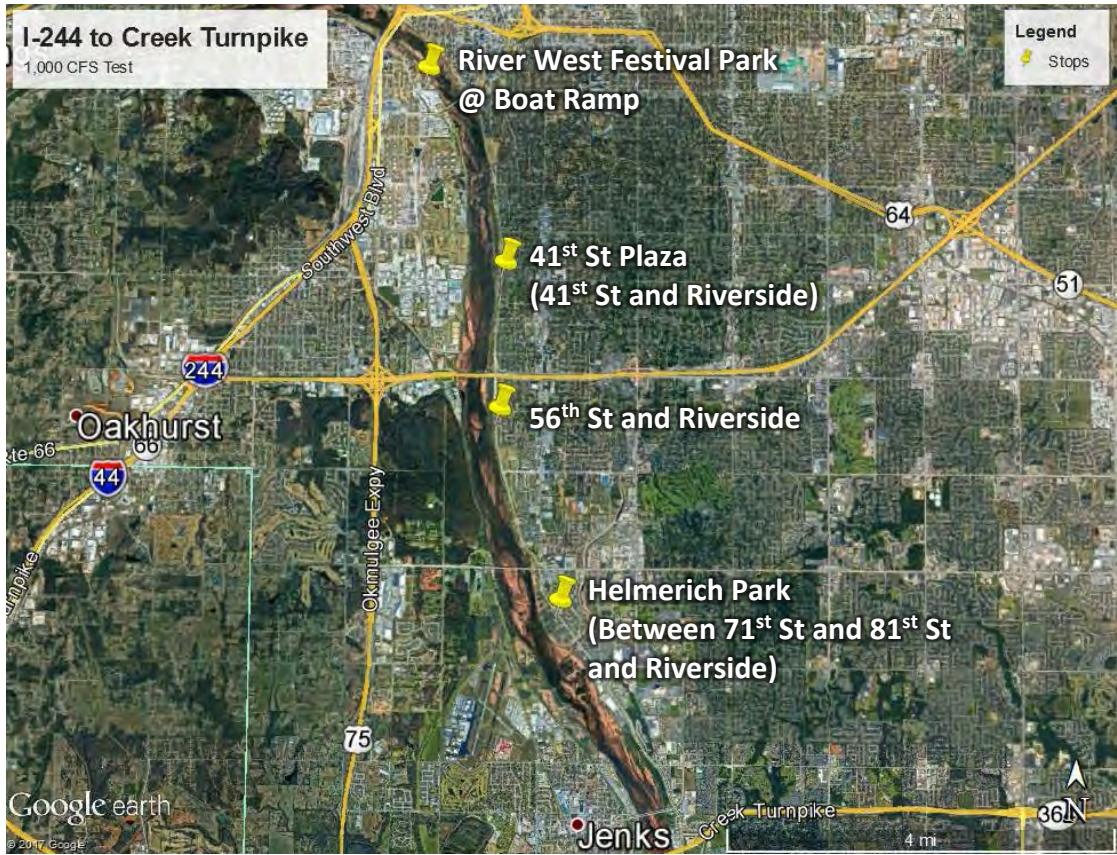 I-244 to Creek Turnpike
1,000 CFS Test
Legend
Stops
River West Festival Park
@ Boat Ramp
64
Southwest Blvd
41st St Plaza
(41st St and Riverside)
51
244
Oakhurst
56th St and Riverside
66
44
Okmulgee Expy
Helmerich Park
(Between 71st St and 81st St
and Riverside)
75
Google earth
N
36
Creek Turnpike
Jenks
4 mi
© 2017 Google